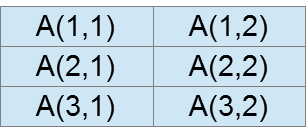 A(1,1) A(1,2)
A(2,1) A(2,2)
A(3,1) A(3,2)